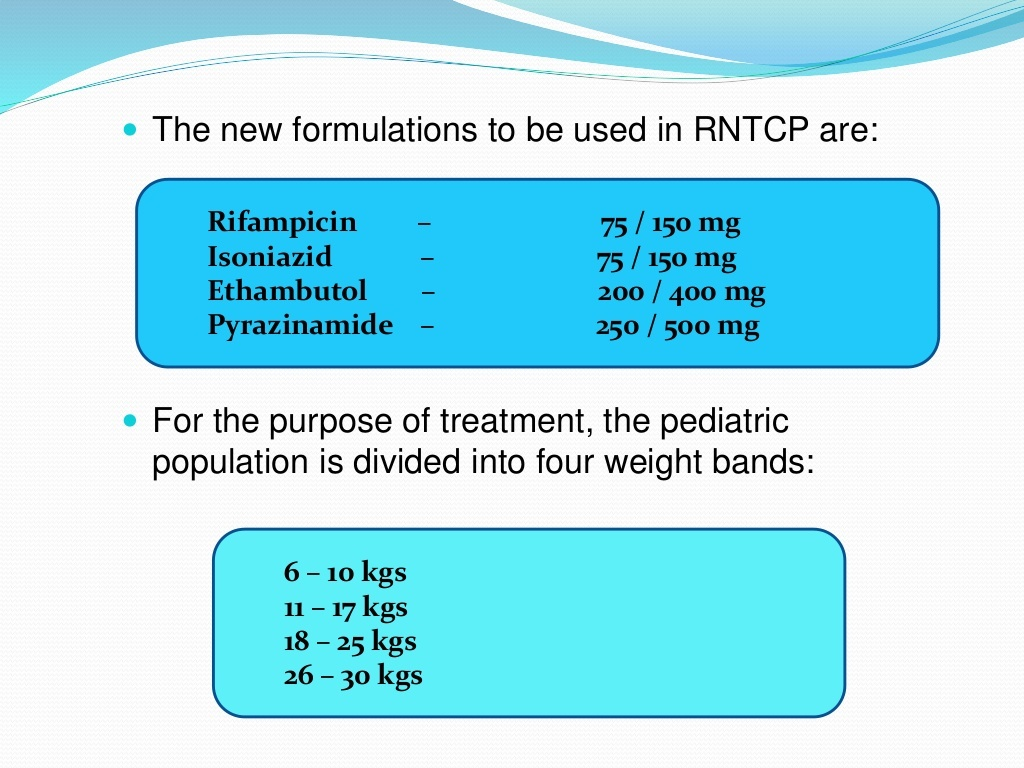 • The new formulations to be used in RNTCP are:
Rifampicin – 75 / 150 mg
Isoniazid – 75 / 150 mg
Ethambutol – 200 / 400 mg
Pyrazinamide – 250 / 500 mg
• For the purpose of treatment, the pediatric
population is divided into four weight bands:
6 – 10 kgs
11 – 17 kgs
18 – 25 kgs
26 – 30 kgs